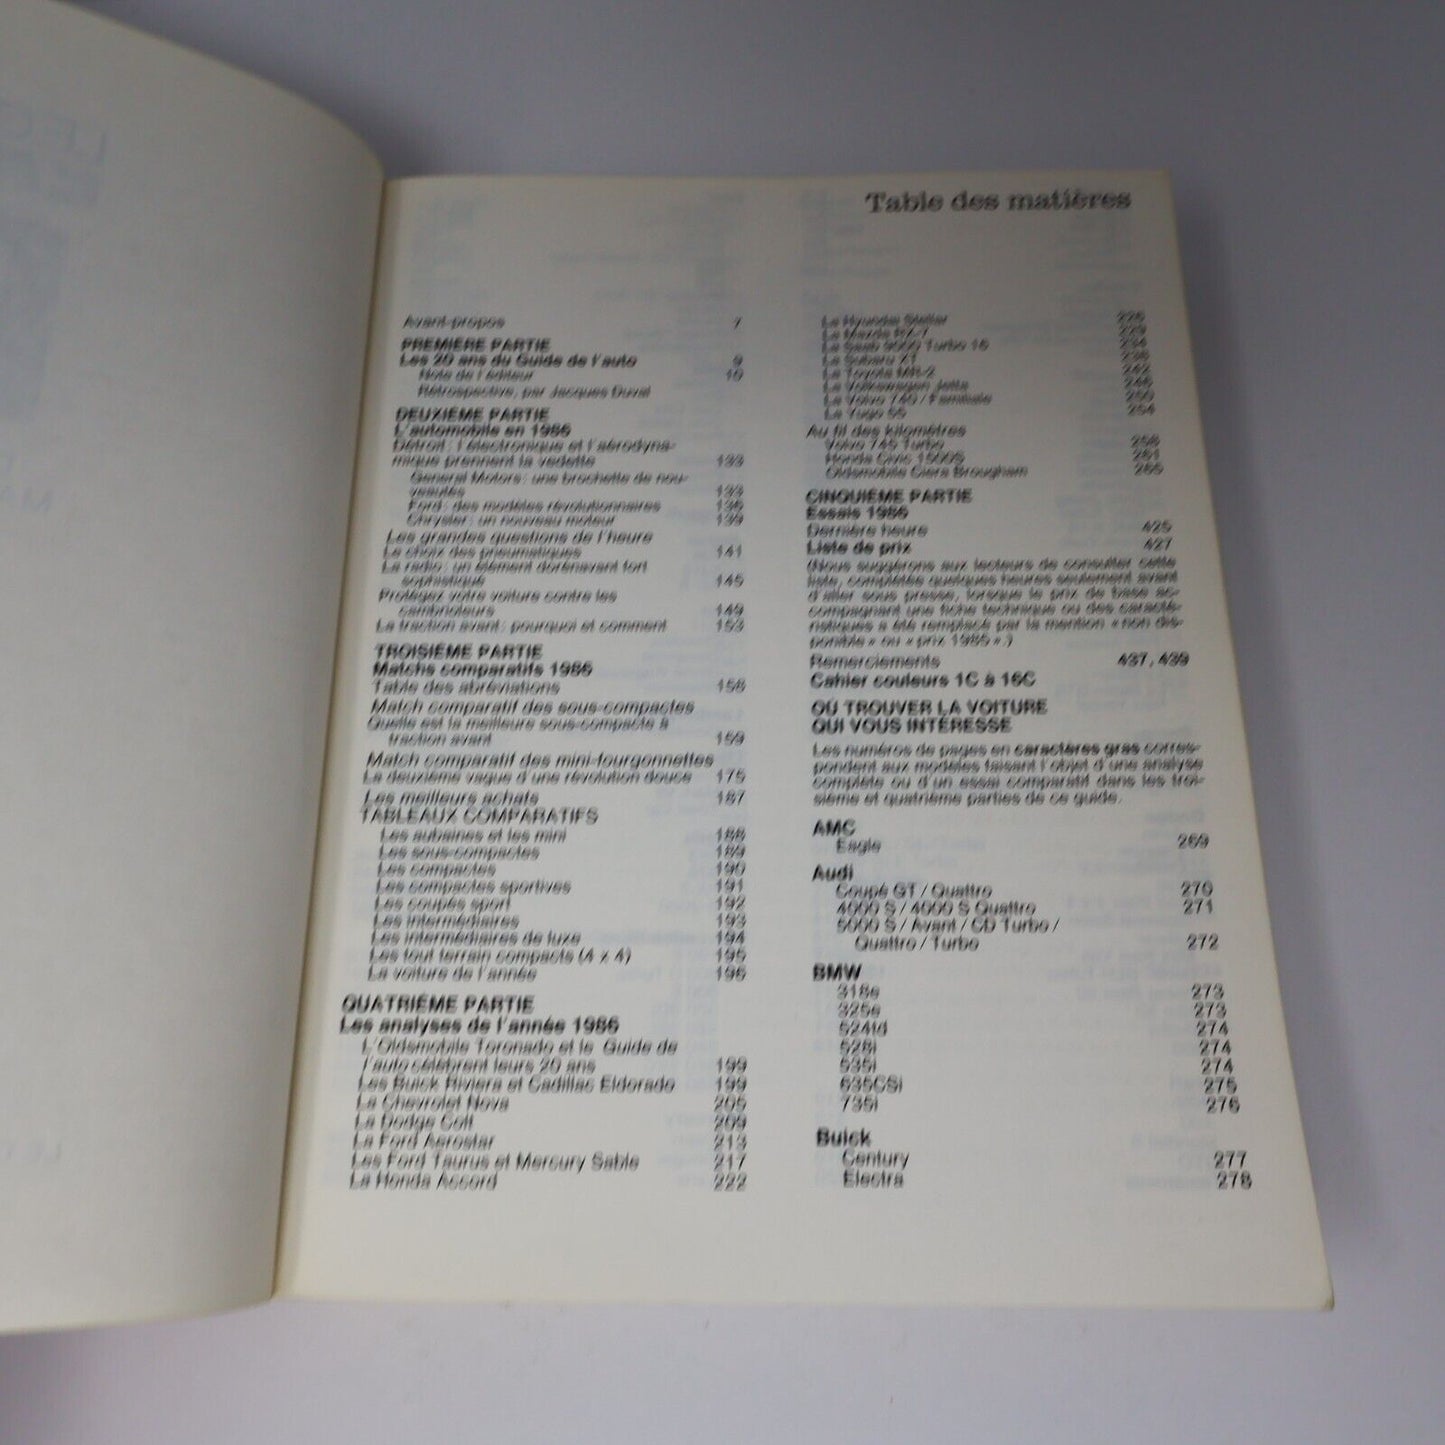 Table des matières
Avant-propos 7
PREMIÈRE PARTIE
Les 20 ans du Guide de l'auto 9
Note de l'éditeur 10
Rétrospective, par Jacques Duval
DEUXIÈME PARTIE
L'automobile en 1986
Détroit: l'électronique et l'aérodyna-
mique prennent la vedette 133
General Motors: une brochette de nou-
veautés 133
Ford: des modèles révolutionnaires 136
Chrysler: un nouveau moteur 139
Les grandes questions de l'heure
Le choix des pneumatiques 141
La radio: un élément dorénavant fort
sophistiqué 145
Protégez votre voiture contre les
cambrioleurs 149
La traction avant: pourquoi et comment 153
TROISIÈME PARTIE
Matchs comparatifs 1986
Table des abréviations 158
Match comparatif des sous-compactes
Quelle est la meilleure sous-compacte à
traction avant 159
Match comparatif des mini-fourgonnettes
La deuxième vague d'une révolution douce 175
Les meilleurs achats 187
TABLEAUX COMPARATIFS
Les aubaines et les mini 188
Les sous-compactes 189
Les compactes 190
Les compactes sportives 191
Les coupés sport 192
Les intermédiaires 193
Les intermédiaires de luxe 194
Les tout terrain compacts (4 x 4) 195
La voiture de l'année 196
QUATRIÈME PARTIE
Les analyses de l'année 1986
L'Oldsmobile Toronado et le Guide de
l'auto célèbrent leurs 20 ans 199
Les Buick Riviera et Cadillac Eldorado 199
La Chevrolet Nova 205
La Dodge Colt 209
La Ford Aerostar 213
Les Ford Taurus et Mercury Sable 217
La Honda Accord 222
La Hyundai Stellar 226
La Mazda RX-7 229
La Saab 9000 Turbo 16 234
La Subaru XT 238
La Toyota MR-2 242
La Volkswagen Jetta 246
La Volvo 740 / Familiale 250
La Yugo 55 254
Au fil des kilomètres
Volvo 745 Turbo 258
Honda Civic 1500S 261
Oldsmobile Ciera Brougham 265
CINQUIÈME PARTIE
Essais 1986
Dernière heure 425
Liste de prix 427
(Nous suggérons aux lecteurs de consulter cette
liste, complétée quelques heures seulement avant
d'aller sous presse, lorsque le prix de base ac-
compagnant une fiche technique ou des caracté-
ristiques a été remplacé par la mention «non dis-
ponible» ou «prix 1985».)
Remerciements 437, 439
Cahier couleurs 1C à 16C
OÙ TROUVER LA VOITURE
QUI VOUS INTÉRESSE
Les numéros de pages en caractères gras corres-
pondent aux modèles faisant l'objet d'une analyse
complète ou d'un essai comparatif dans les troi-
sième et quatrième parties de ce guide.
AMC
Eagle 269
Audi
Coupé GT / Quattro 270
4000 S / 4000 S Quattro 271
5000 S / Avant / CD Turbo /
Quattro / Turbo 272
BMW
318e 273
325e 273
524td 274
528i 274
535i 274
635CSi 275
735i 276
Buick
Century 277
Electra 278